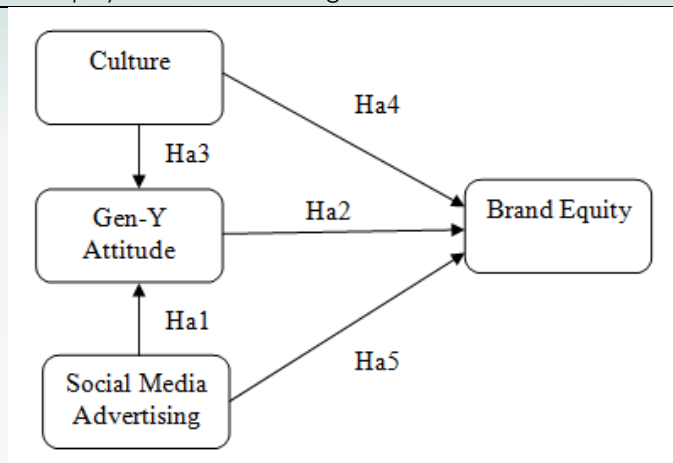 Culture
Ha4
Ha3
Gen-Y
Attitude
Ha2
Brand Equity
Ha1
Ha5
Social Media
Advertising